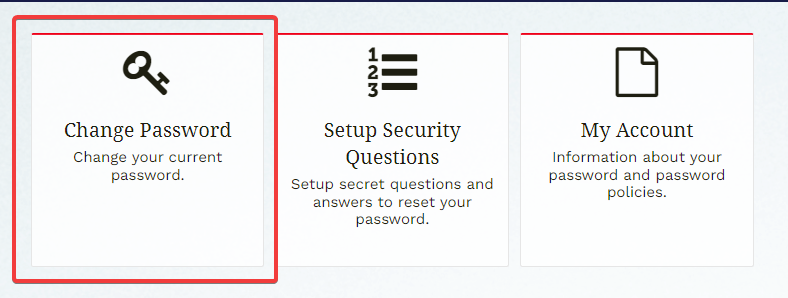 Change Password
Change your current
password.
1
2
3
Setup Security
Questions
Setup secret questions and
answers to reset your
password.
My Account
Information about your
password and password
policies.